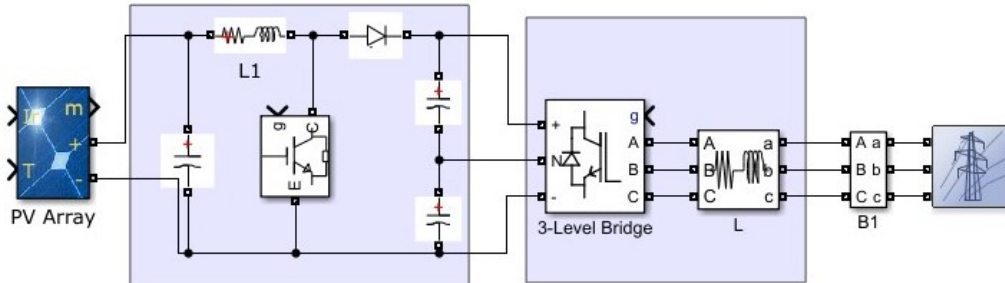 L1
g
C
E
Ir
m
T
+
-
PV Array
+
N
-
g
A
B
C
3-Level Bridge
A
B
C
a
b
c
L
A a
B b
C c
B1